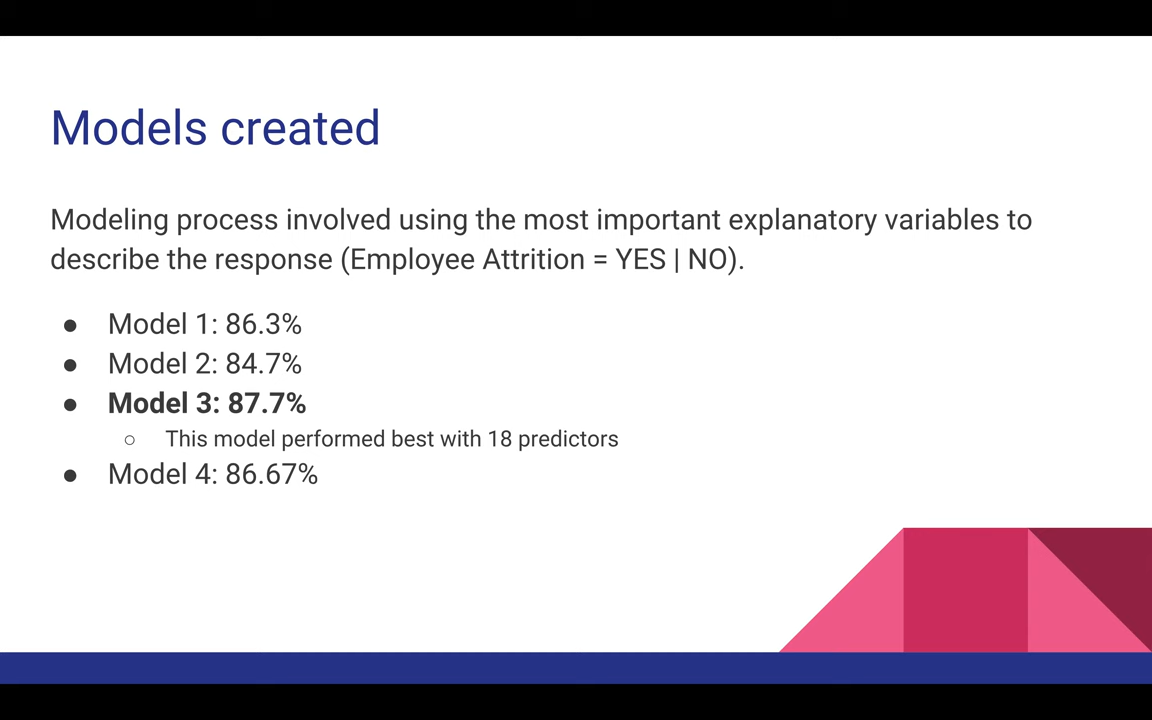 Models created
Modeling process involved using the most important explanatory variables to
describe the response (Employee Attrition = YES | NO).
● Model 1: 86.3%
● Model 2: 84.7%
● Model 3: 87.7%
○ This model performed best with 18 predictors
● Model 4: 86.67%